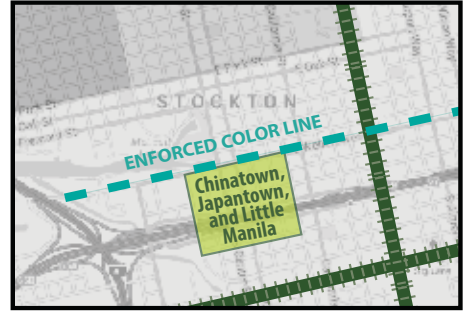 STOCKTON
ENFORCED COLOR LINE
Chinatown,
Japantown,
and Little
Manila